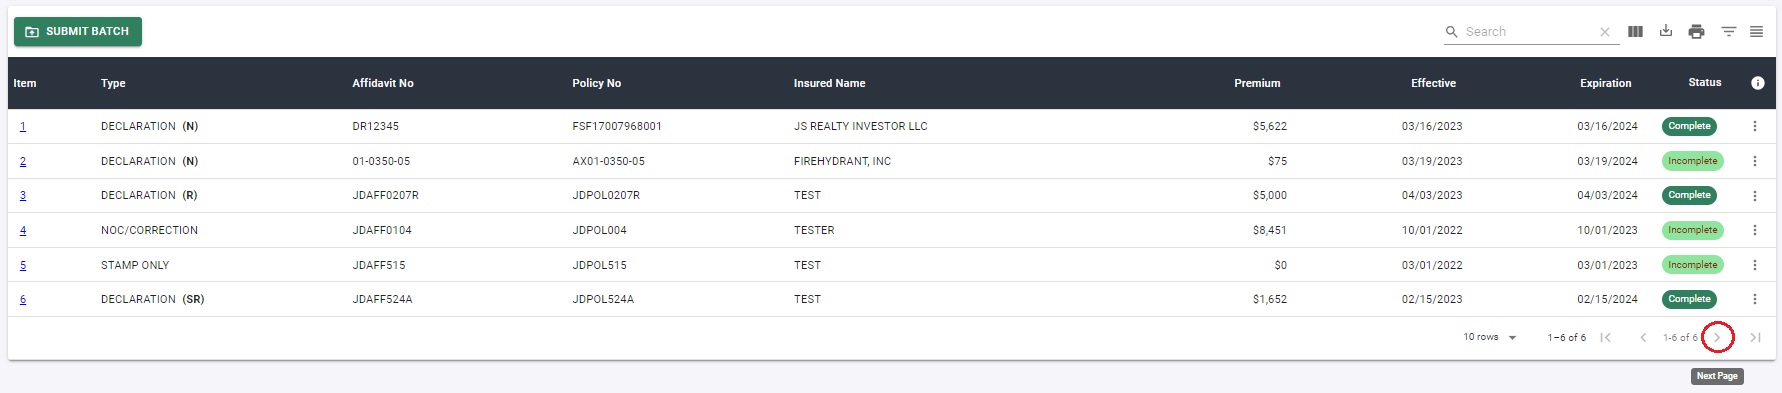 SUBMIT BATCH Search
Item Type Affidavit No Policy No Insured Name Premium Effective Expiration Status
1 DECLARATION (N) DR12345 FSF17007968001 JS REALTY INVESTOR LLC $5,622 03/16/2023 03/16/2024 Complete
2 DECLARATION (N) 01-0350-05 AX01-0350-05 FIREHYDRANT, INC $75 03/19/2023 03/19/2024 Incomplete
3 DECLARATION (R) JDAFF0207R JDPOL0207R TEST $5,000 04/03/2023 04/03/2024 Complete
4 NOC/CORRECTION JDAFF0104 JDPOL004 TESTER $8,451 10/01/2022 10/01/2023 Incomplete
5 STAMP ONLY JDAFF515 JDPOL515 TEST $0 03/01/2022 03/01/2023 Incomplete
6 DECLARATION (SR) JDAFF524A JDPOL524A TEST $1,652 02/15/2023 02/15/2024 Complete
10 rows 1–6 of 6 1-6 of 6
Next Page